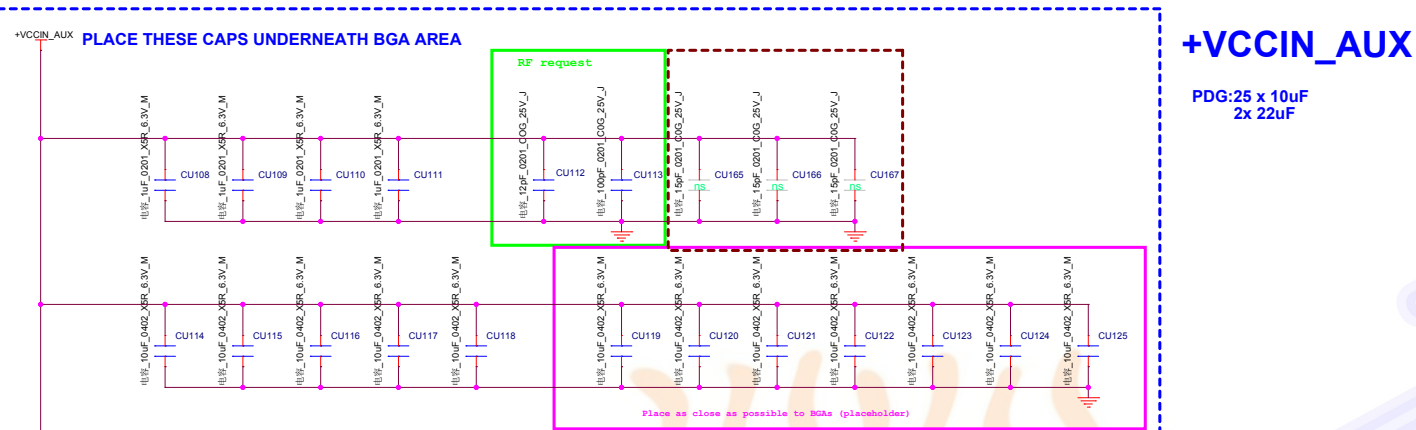 +VCCIN_AUX
PLACE THESE CAPS UNDERNEATH BGA AREA
+VCCIN_AUX
PDG:25 x 10uF
2x 22uF
RF request
电容_1uF_0201_X5R_6.3V_M
CU108
电容_1uF_0201_X5R_6.3V_M
CU109
电容_1uF_0201_X5R_6.3V_M
CU110
电容_1uF_0201_X5R_6.3V_M
CU111
电容_12pF_0201_COG_25V_J
CU112
电容_100pF_0201_C0G_25V_J
CU113
电容_15pF_0201_C0G_25V_J
CU165
ns
电容_15pF_0201_C0G_25V_J
CU166
ns
电容_15pF_0201_C0G_25V_J
CU167
ns
电容_10uF_0402_X5R_6.3V_M
CU114
电容_10uF_0402_X5R_6.3V_M
CU115
电容_10uF_0402_X5R_6.3V_M
CU116
电容_10uF_0402_X5R_6.3V_M
CU117
电容_10uF_0402_X5R_6.3V_M
CU118
电容_10uF_0402_X5R_6.3V_M
CU119
电容_10uF_0402_X5R_6.3V_M
CU120
电容_10uF_0402_X5R_6.3V_M
CU121
电容_10uF_0402_X5R_6.3V_M
CU122
电容_10uF_0402_X5R_6.3V_M
CU123
电容_10uF_0402_X5R_6.3V_M
CU124
电容_10uF_0402_X5R_6.3V_M
CU125
Place as close as possible to BGAs (placeholder)